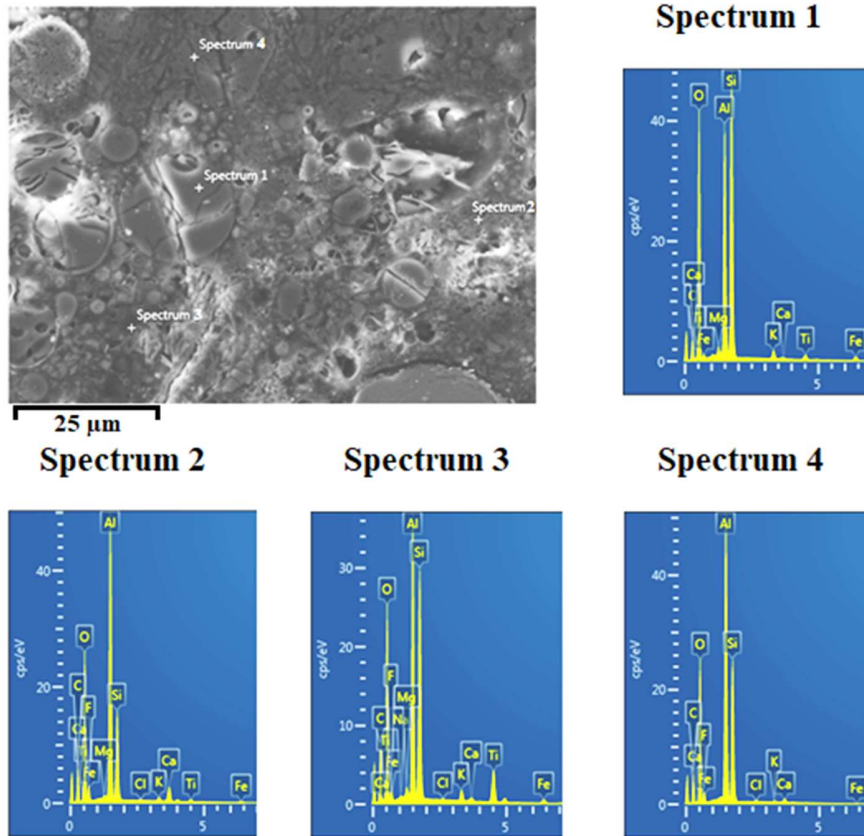 Spectrum 1
Spectrum 4
Spectrum 1
Spectrum 2
Spectrum 3
25 μm
cps/eV
40
20
0
0
5
O
Si
Al
Ca
C
Ti
Mg
Fe
K
Ca
Ti
Fe
Spectrum 2
Spectrum 3
Spectrum 4
cps/eV
40
20
0
0
5
Al
O
C
F
Si
Ca
Ti
Mg
Fe
Cl
K
Ca
Ti
Fe
cps/eV
30
20
10
0
0
5
Al
Si
O
F
Mg
C
Na
Ti
Fe
Ca
Cl
K
Ca
Ti
Fe
cps/eV
40
20
0
0
5
Al
O
Si
C
F
Ca
Fe
Cl
K
Ca
Fe